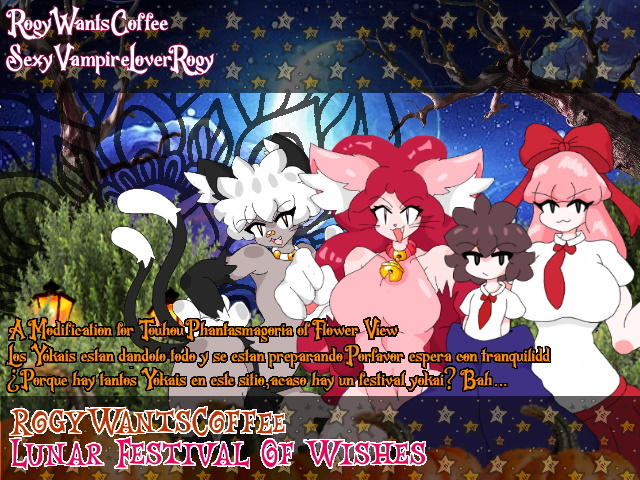 RogyWantsCoffee
SexyVampireLoverRogy
A Modification for Touhou Phantasmagoria of Flower View
Los Yokais estan dandolo todo y se estan preparando Porfavor espera con tranquilidd
¿Porque hay tantos Yokais en este sitio,acaso hay un festival yokai? Bah...
RogyWantsCoffee
Lunar Festival Of Wishes